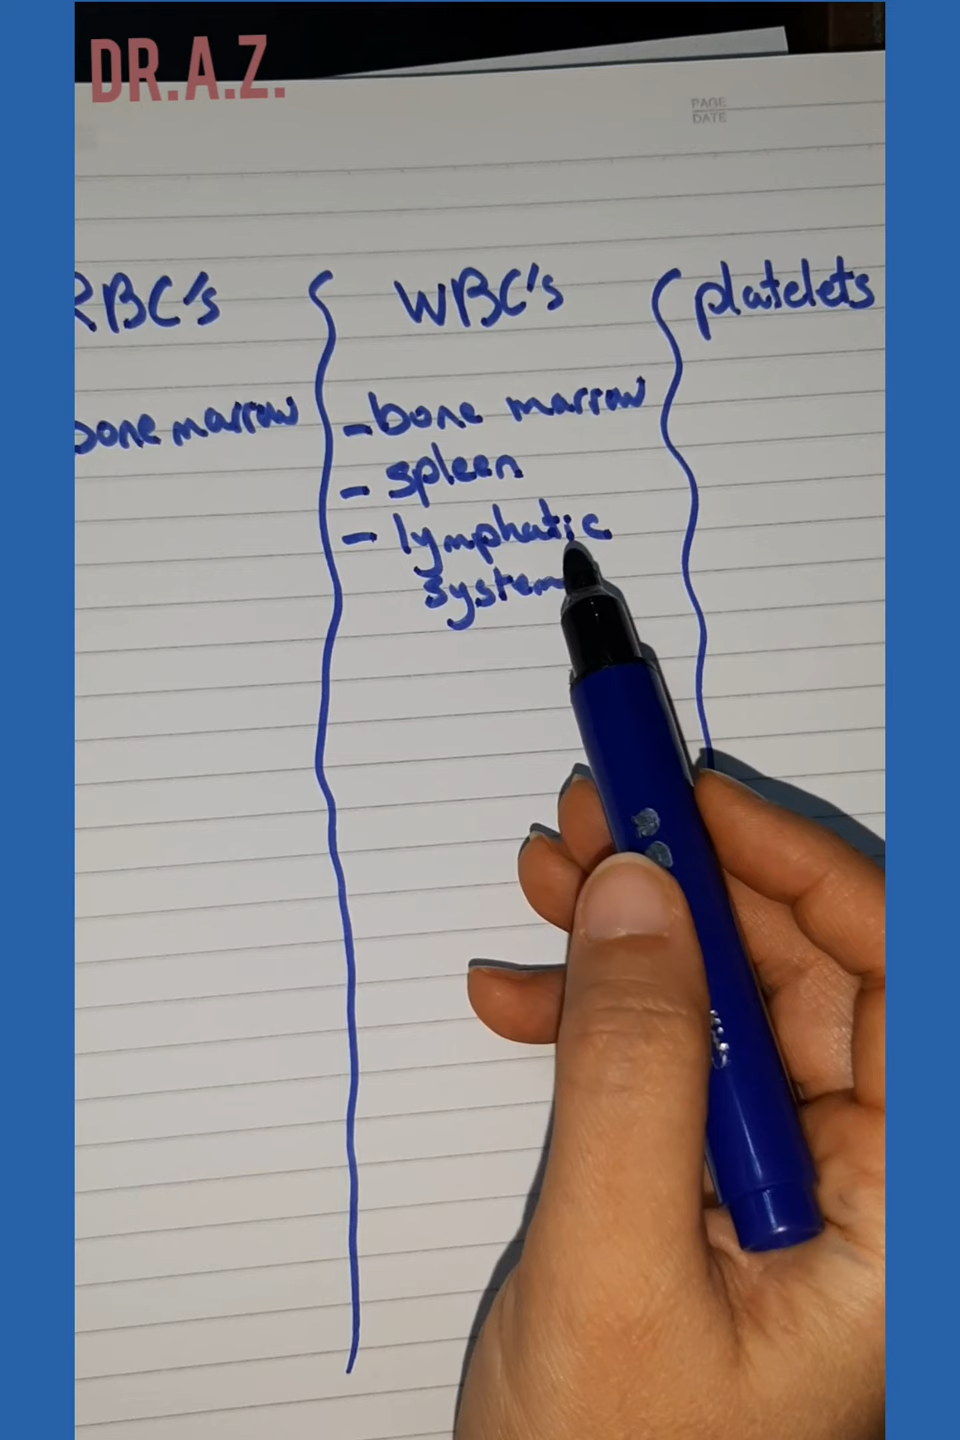 DR.A.Z.
PAGE
DATE
RBC's
WBC's
platelets
bone marrow
- bone marrow
- spleen
- lymphatic
system